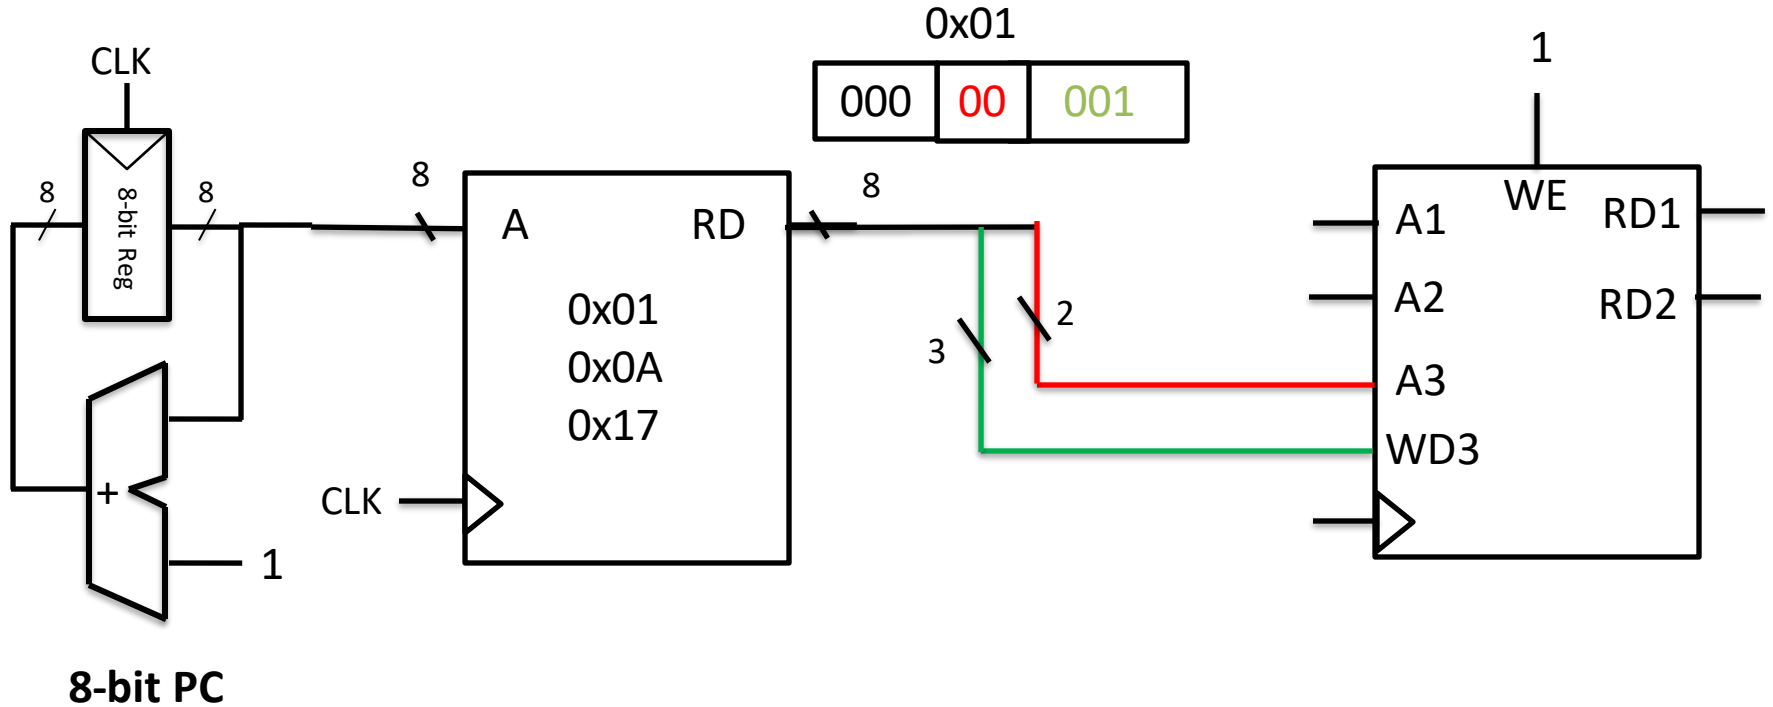 0x01
000 00 001
CLK
8
8
8-bit Reg
+
1
8-bit PC
8
A
RD
0x01
0x0A
0x17
CLK
8
3
2
1
WE
A1
A2
A3
WD3
RD1
RD2